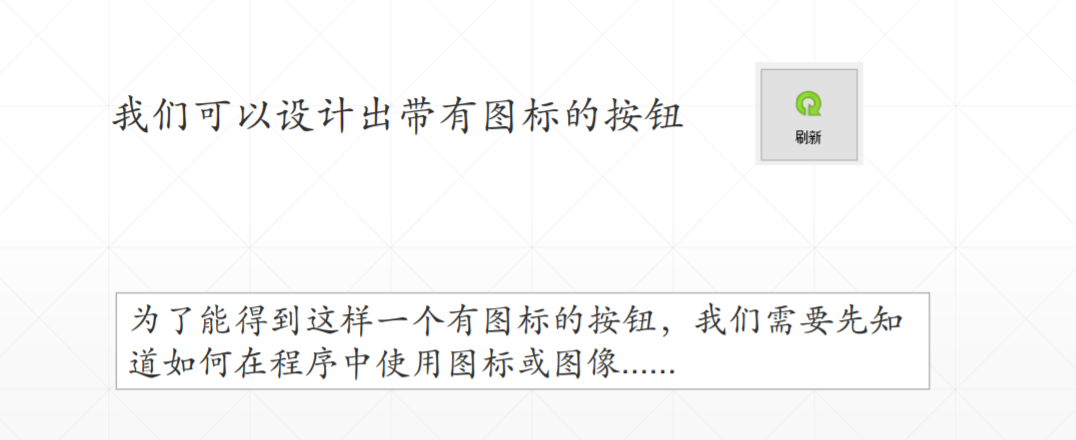 我们可以设计出带有图标的按钮
刷新
为了能得到这样一个有图标的按钮，我们需要先知
道如何在程序中使用图标或图像......